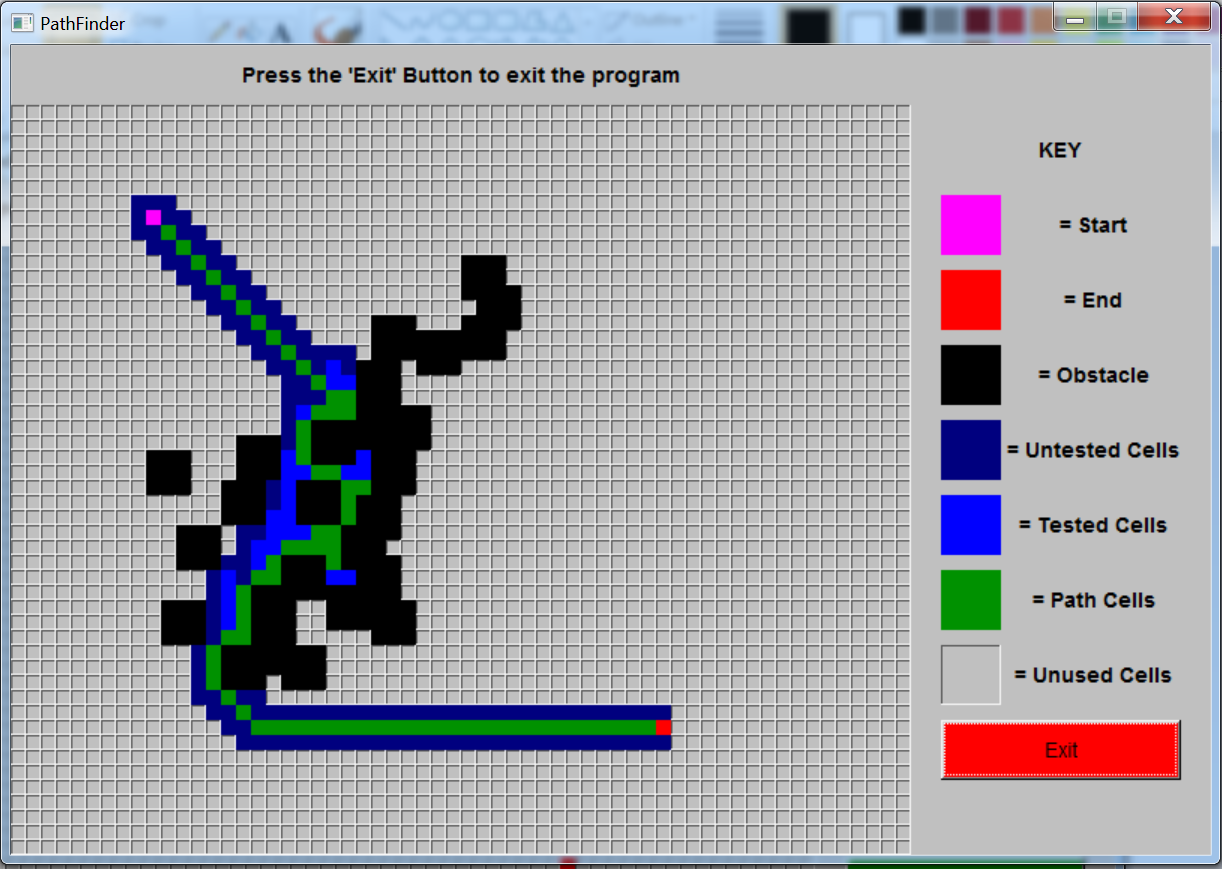 PathFinder
Press the 'Exit' Button to exit the program
KEY
= Start
= End
= Obstacle
= Untested Cells
= Tested Cells
= Path Cells
= Unused Cells
Exit